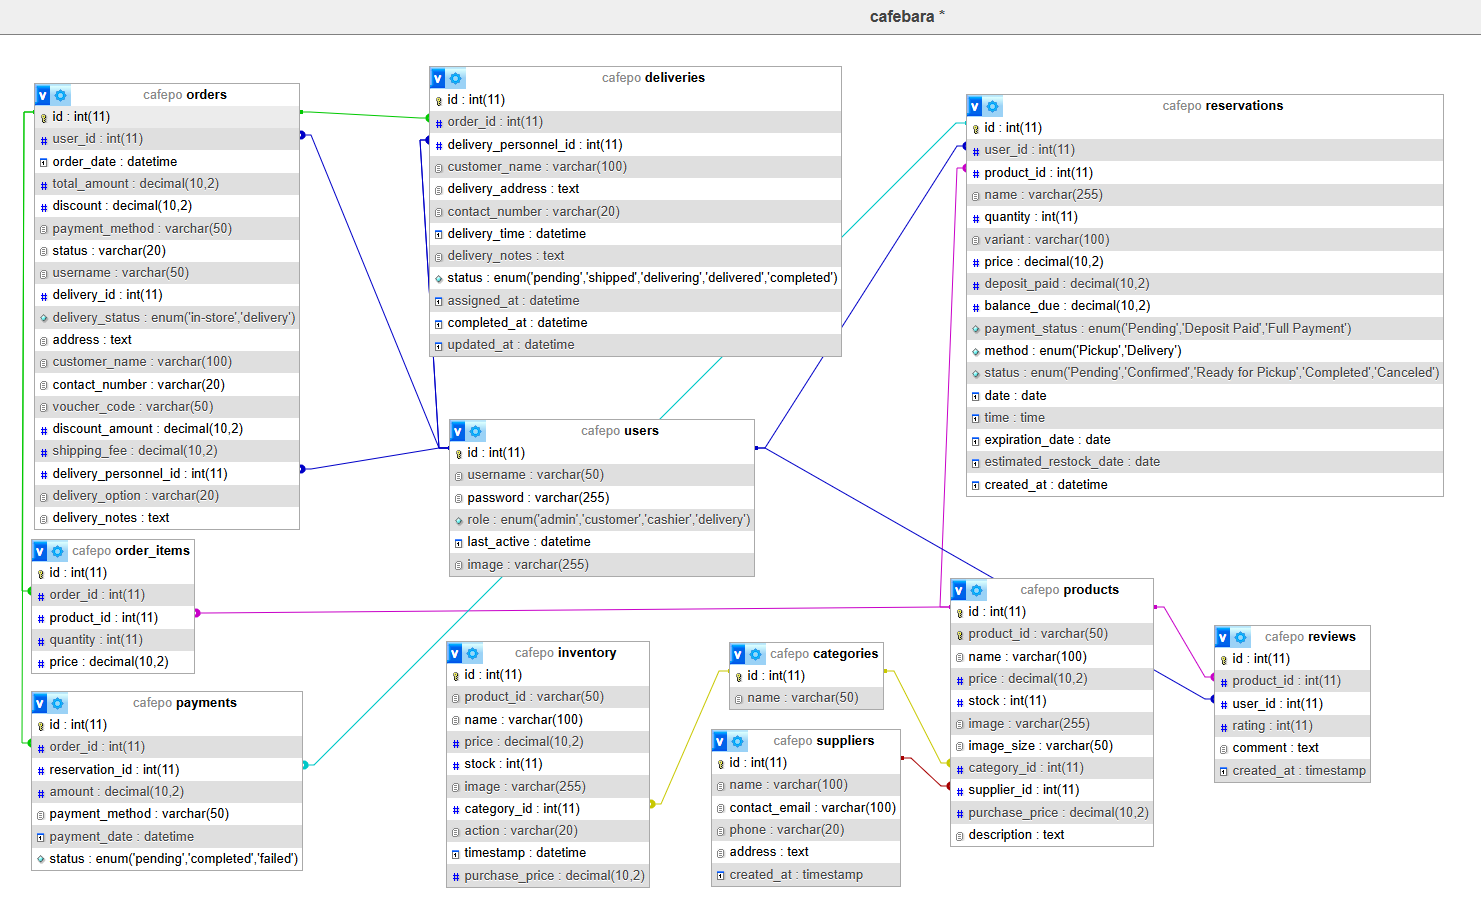 cafebara *
cafepo orders
id : int(11)
user_id : int(11)
order_date : datetime
total_amount : decimal(10,2)
discount : decimal(10,2)
payment_method : varchar(50)
status : varchar(20)
username : varchar(50)
delivery_id : int(11)
delivery_status : enum('in-store','delivery')
address : text
customer_name : varchar(100)
contact_number : varchar(20)
voucher_code : varchar(50)
discount_amount : decimal(10,2)
shipping_fee : decimal(10,2)
delivery_personnel_id : int(11)
delivery_option : varchar(20)
delivery_notes : text
cafepo deliveries
id : int(11)
order_id : int(11)
delivery_personnel_id : int(11)
customer_name : varchar(100)
delivery_address : text
contact_number : varchar(20)
delivery_time : datetime
delivery_notes : text
status : enum('pending','shipped','delivering','delivered','completed')
assigned_at : datetime
completed_at : datetime
updated_at : datetime
cafepo reservations
id : int(11)
user_id : int(11)
product_id : int(11)
name : varchar(255)
quantity : int(11)
variant : varchar(100)
price : decimal(10,2)
deposit_paid : decimal(10,2)
balance_due : decimal(10,2)
payment_status : enum('Pending','Deposit Paid','Full Payment')
method : enum('Pickup','Delivery')
status : enum('Pending','Confirmed','Ready for Pickup','Completed','Canceled')
date : date
time : time
expiration_date : date
estimated_restock_date : date
created_at : datetime
cafepo users
id : int(11)
username : varchar(50)
password : varchar(255)
role : enum('admin','customer','cashier','delivery')
last_active : datetime
image : varchar(255)
cafepo order_items
id : int(11)
order_id : int(11)
product_id : int(11)
quantity : int(11)
price : decimal(10,2)
cafepo payments
id : int(11)
order_id : int(11)
reservation_id : int(11)
amount : decimal(10,2)
payment_method : varchar(50)
payment_date : datetime
status : enum('pending','completed','failed')
cafepo inventory
id : int(11)
product_id : varchar(50)
name : varchar(100)
price : decimal(10,2)
stock : int(11)
image : varchar(255)
category_id : int(11)
action : varchar(20)
timestamp : datetime
purchase_price : decimal(10,2)
cafepo categories
id : int(11)
name : varchar(50)
cafepo suppliers
id : int(11)
name : varchar(100)
contact_email : varchar(100)
phone : varchar(20)
address : text
created_at : timestamp
cafepo products
id : int(11)
product_id : varchar(50)
name : varchar(100)
price : decimal(10,2)
stock : int(11)
image : varchar(255)
image_size : varchar(50)
category_id : int(11)
supplier_id : int(11)
purchase_price : decimal(10,2)
description : text
cafepo reviews
id : int(11)
product_id : int(11)
user_id : int(11)
rating : int(11)
comment : text
created_at : timestamp